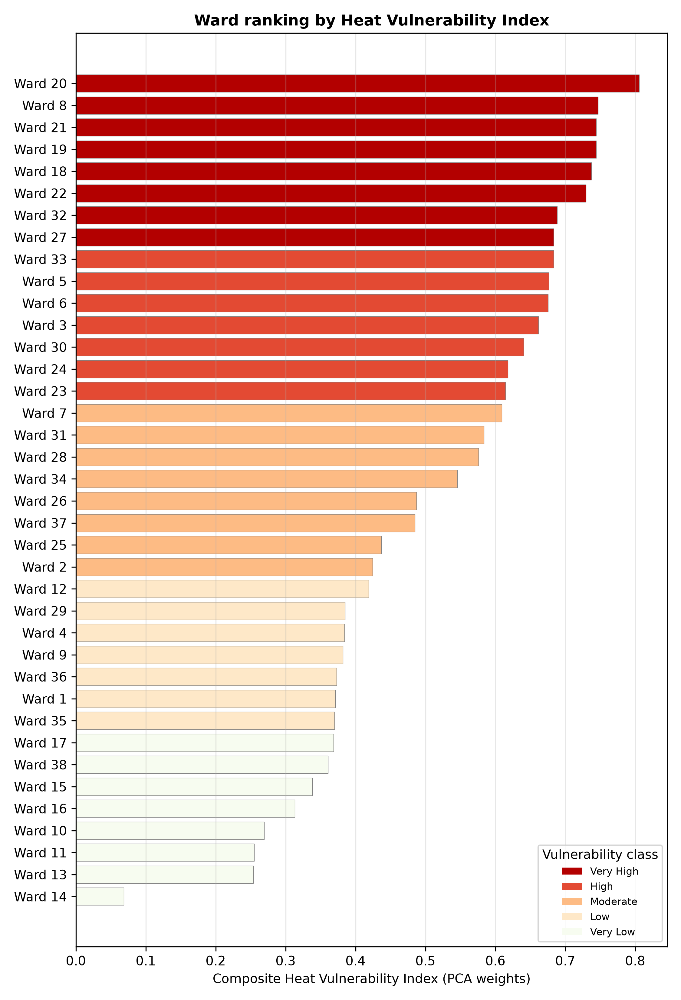 Ward ranking by Heat Vulnerability Index
Ward 20
Ward 8
Ward 21
Ward 19
Ward 18
Ward 22
Ward 32
Ward 27
Ward 33
Ward 5
Ward 6
Ward 3
Ward 30
Ward 24
Ward 23
Ward 7
Ward 31
Ward 28
Ward 34
Ward 26
Ward 37
Ward 25
Ward 2
Ward 12
Ward 29
Ward 4
Ward 9
Ward 36
Ward 1
Ward 35
Ward 17
Ward 38
Ward 15
Ward 16
Ward 10
Ward 11
Ward 13
Ward 14
Vulnerability class
Very High
High
Moderate
Low
Very Low
0.0 0.1 0.2 0.3 0.4 0.5 0.6 0.7 0.8
Composite Heat Vulnerability Index (PCA weights)